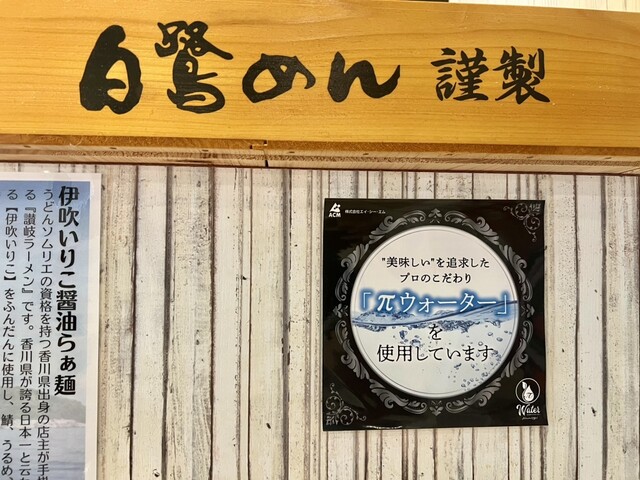 白鷺めん 謹製
伊吹いりこ醤油らぁ麺
うどんソムリエの資格を持つ香川県出身の店主が手掛
る『讃岐ラーメン』です。香川県が誇る日本一と云わ
る【伊吹いりこ】をふんだんに使用し、鯖、うるめ、
ACM 株式会社エイ・シー・エム
"美味しい"を追求した
プロのこだわり
「πウォーター」
を
使用しています
Water